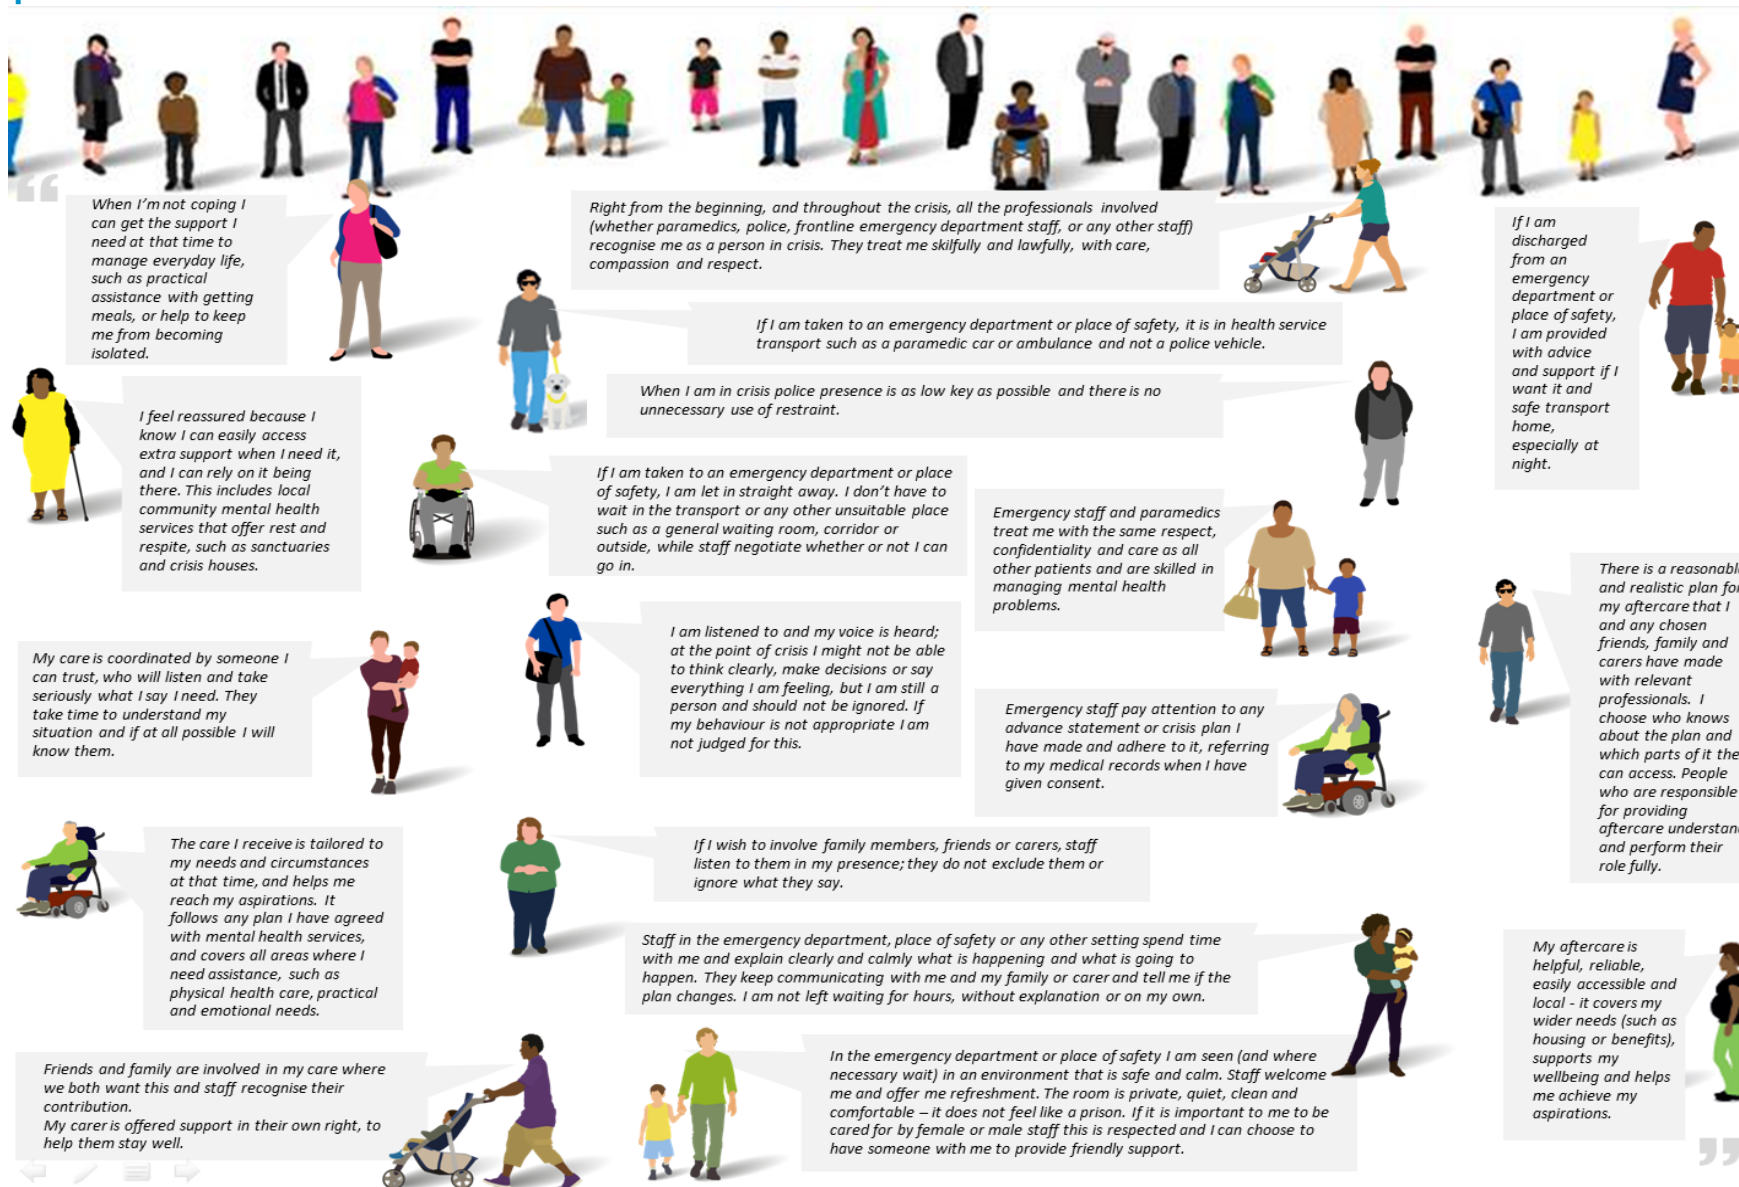 When I'm not coping I
can get the support I
need at that time to
manage everyday life,
such as practical
assistance with getting
meals, or help to keep
me from becoming
isolated.
I feel reassured because I
know I can easily access
extra support when I need it,
and I can rely on it being
there. This includes local
community mental health
services that offer rest and
respite, such as sanctuaries
and crisis houses.
My care is coordinated by someone I
can trust, who will listen and take
seriously what I say I need. They
take time to understand my
situation and if at all possible I will
know them.
The care I receive is tailored to
my needs and circumstances
at that time, and helps me
reach my aspirations. It
follows any plan I have agreed
with mental health services,
and covers all areas where I
need assistance, such as
physical health care, practical
and emotional needs.
Friends and family are involved in my care where
we both want this and staff recognise their
contribution.
My carer is offered support in their own right, to
help them stay well.
Right from the beginning, and throughout the crisis, all the professionals involved
(whether paramedics, police, frontline emergency department staff, or any other staff)
recognise me as a person in crisis. They treat me skilfully and lawfully, with care,
compassion and respect.
If I am taken to an emergency department or place of safety, it is in health service
transport such as a paramedic car or ambulance and not a police vehicle.
When I am in crisis police presence is as low key as possible and there is no
unnecessary use of restraint.
If I am taken to an emergency department or place
of safety, I am let in straight away. I don't have to
wait in the transport or any other unsuitable place
such as a general waiting room, corridor or
outside, while staff negotiate whether or not I can
go in.
Emergency staff and paramedics
treat me with the same respect,
confidentiality and care as all
other patients and are skilled in
managing mental health
problems.
I am listened to and my voice is heard;
at the point of crisis I might not be able
to think clearly, make decisions or say
everything I am feeling, but I am still a
person and should not be ignored. If
my behaviour is not appropriate I am
not judged for this.
Emergency staff pay attention to any
advance statement or crisis plan I
have made and adhere to it, referring
to my medical records when I have
given consent.
If I wish to involve family members, friends or carers, staff
listen to them in my presence; they do not exclude them or
ignore what they say.
Staff in the emergency department, place of safety or any other setting spend time
with me and explain clearly and calmly what is happening and what is going to
happen. They keep communicating with me and my family or carer and tell me if the
plan changes. I am not left waiting for hours, without explanation or on my own.
In the emergency department or place of safety I am seen (and where
necessary wait) in an environment that is safe and calm. Staff welcome
me and offer me refreshment. The room is private, quiet, clean and
comfortable – it does not feel like a prison. If it is important to me to be
cared for by female or male staff this is respected and I can choose to
have someone with me to provide friendly support.
If I am
discharged
from an
emergency
department or
place of safety,
I am provided
with advice
and support if I
want it and
safe transport
home,
especially at
night.
There is a reasonable
and realistic plan for
my aftercare that I
and any chosen
friends, family and
carers have made
with relevant
professionals. I
choose who knows
about the plan and
which parts of it the
can access. People
who are responsible
for providing
aftercare understand
and perform their
role fully.
My aftercare is
helpful, reliable,
easily accessible and
local - it covers my
wider needs (such as
housing or benefits),
supports my
wellbeing and helps
me achieve my
aspirations.